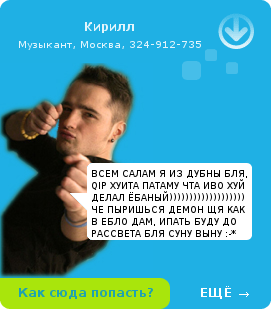 Кирилл
Музыкант, Москва, 324-912-735
ВСЕМ САЛАМ Я ИЗ ДУБНЫ БЛЯ,
QIP ХУИТА ПАТАМУ ЧТА ИВО ХУЙ
ДЕЛАЛ ЁБАНЫЙ)))))))))))))))))))
ЧЕ ПЫРИШЬСЯ ДЕМОН ЩЯ КАК
В ЕБЛО ДАМ, ИПАТЬ БУДУ ДО
РАССВЕТА БЛЯ СУНУ ВЫНУ :-*
Как сюда попасть?
ЕЩЁ →